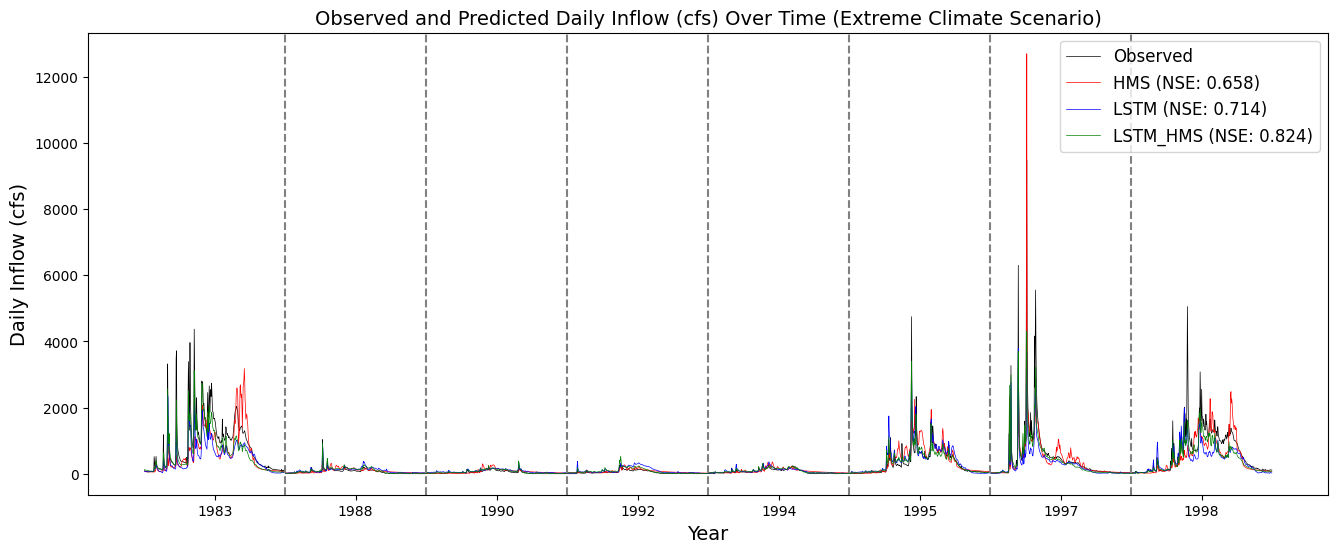 Observed and Predicted Daily Inflow (cfs) Over Time (Extreme Climate Scenario)
Observed
HMS (NSE: 0.658)
LSTM (NSE: 0.714)
LSTM_HMS (NSE: 0.824)
Daily Inflow (cfs)
12000
10000
8000
6000
4000
2000
0
1983 1988 1990 1992 1994 1995 1997 1998
Year